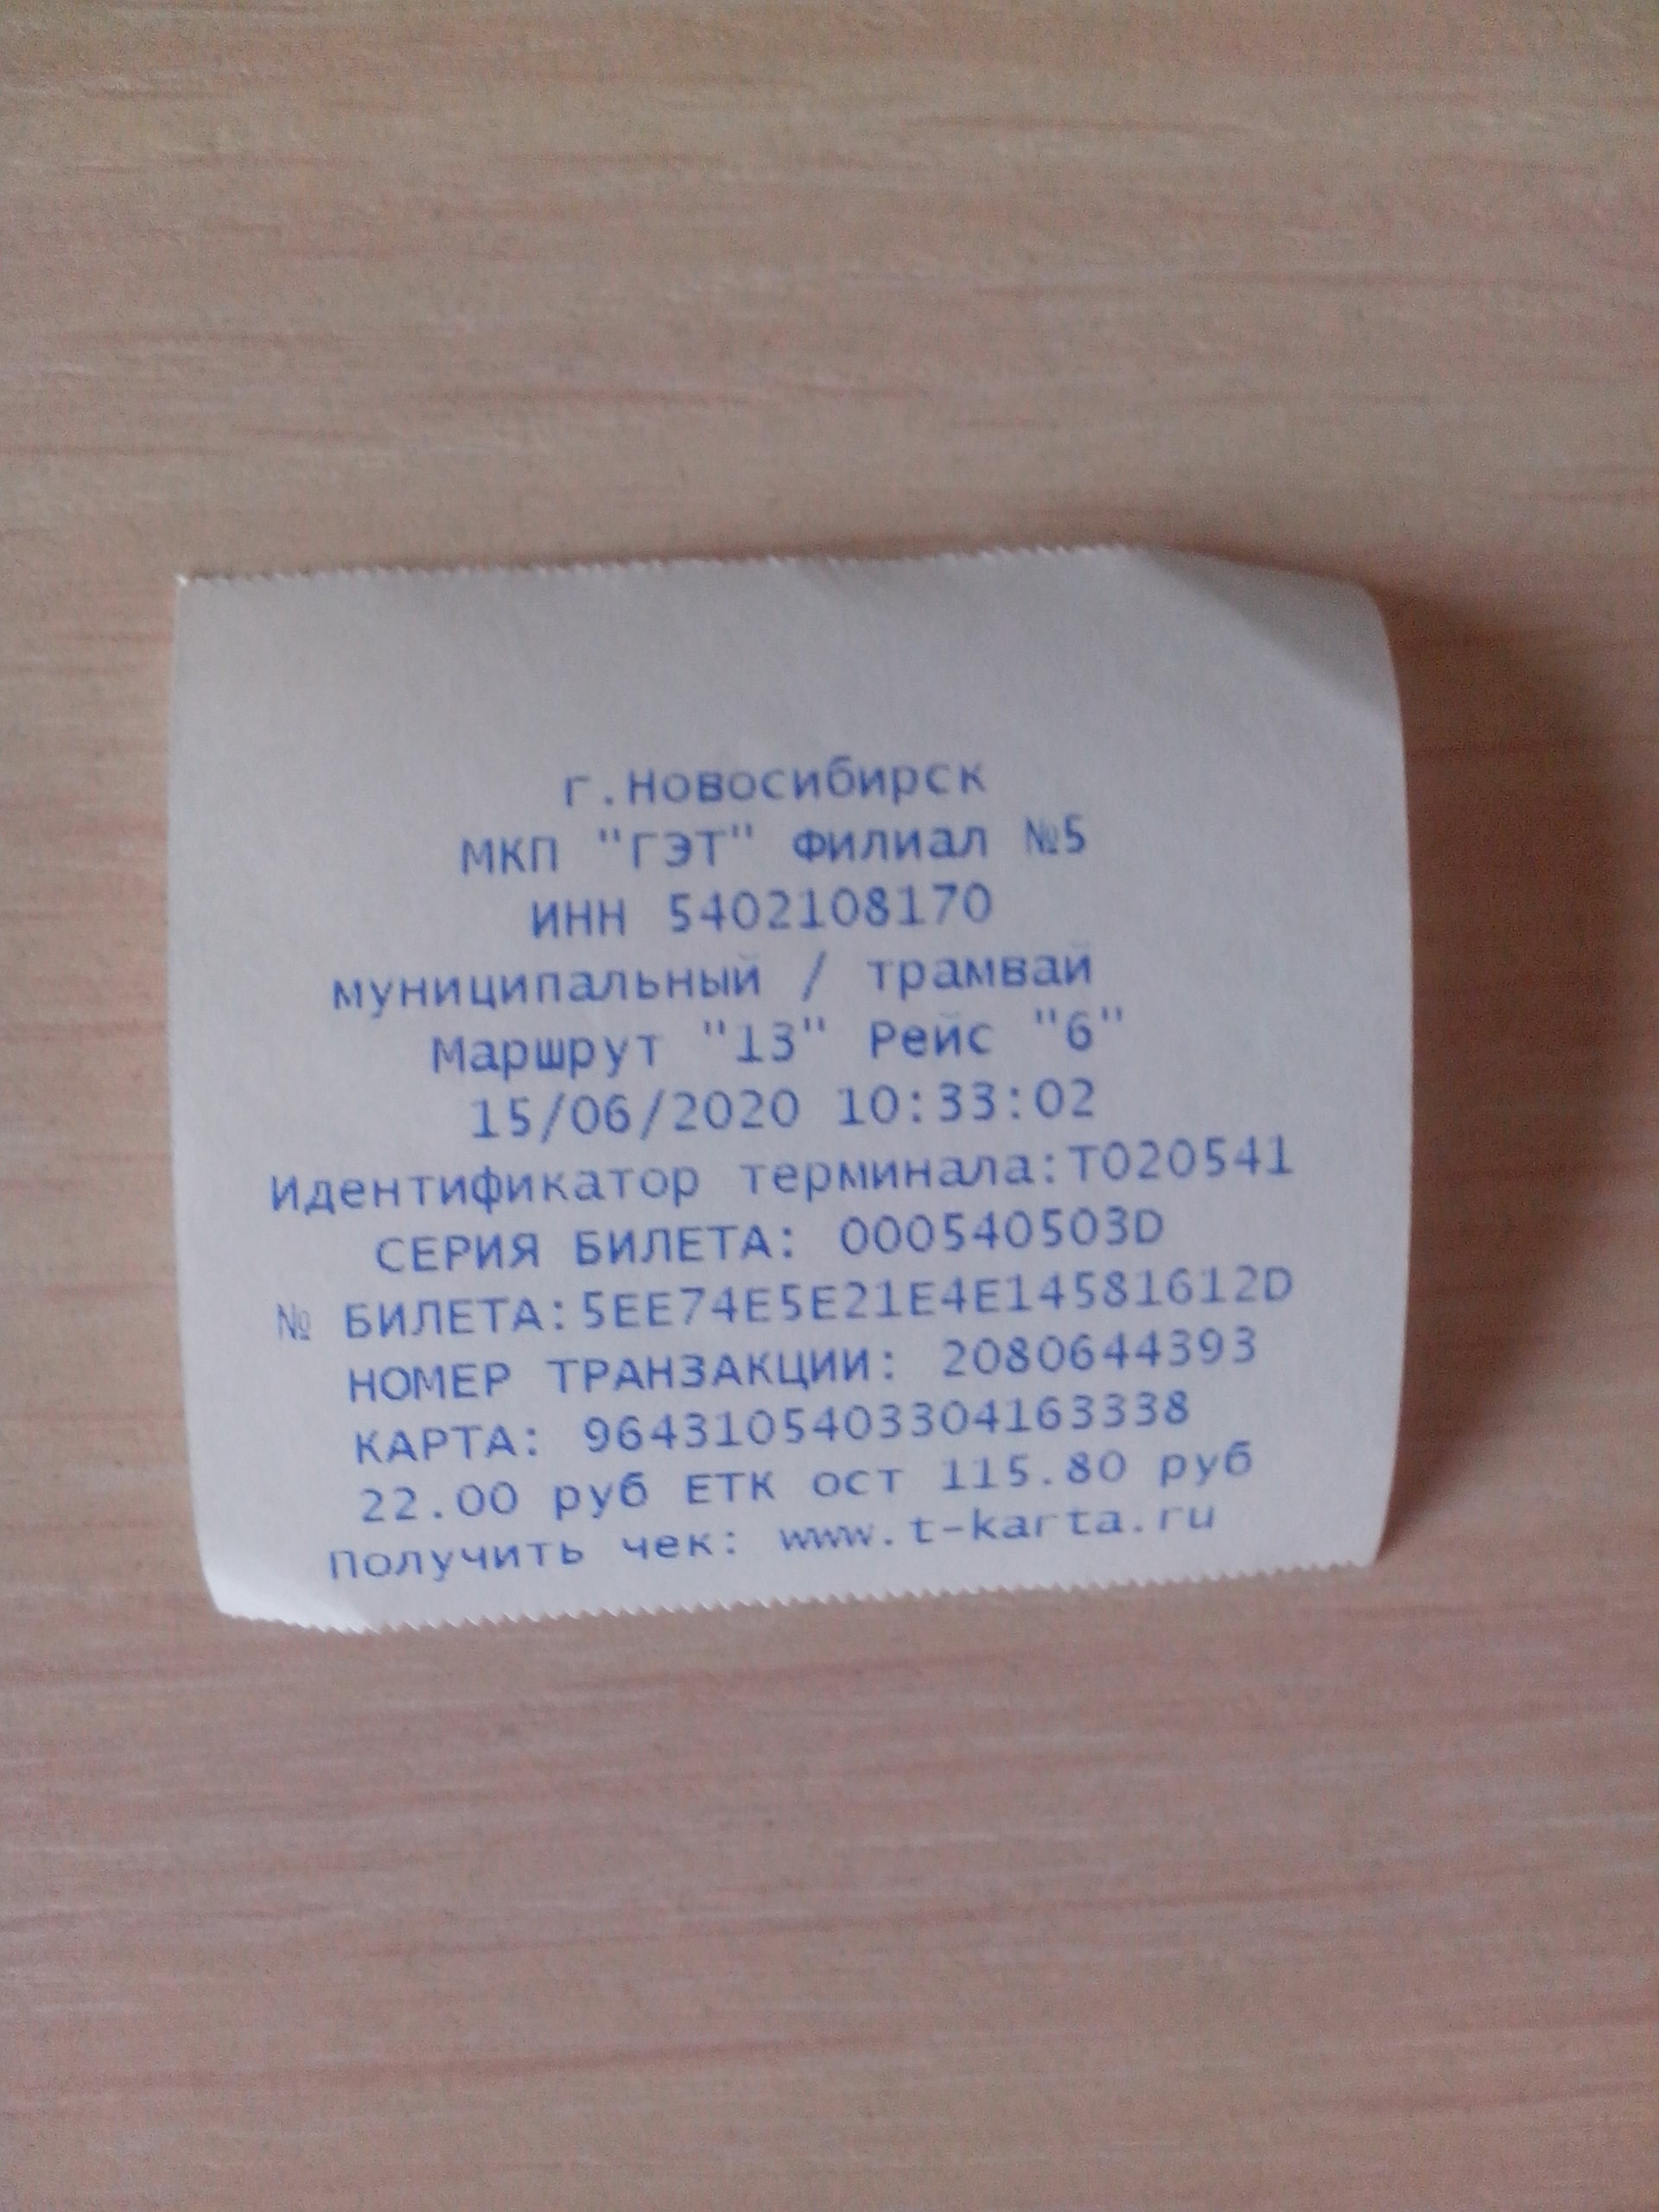 г.Новосибирск
МКП "ГЭТ" Филиал №5
ИНН 5402108170
муниципальный / трамвай
Маршрут "13" Рейс "6"
15/06/2020 10:33:02
Идентификатор терминала:T020541
СЕРИЯ БИЛЕТА: 000540503D
№ БИЛЕТА:5EE74E5E21E4E14581612D
НОМЕР ТРАНЗАКЦИИ: 2080644393
КАРТА: 9643105403304163338
22.00 руб ЕТК ост 115.80 руб
Получить чек: www.t-karta.ru